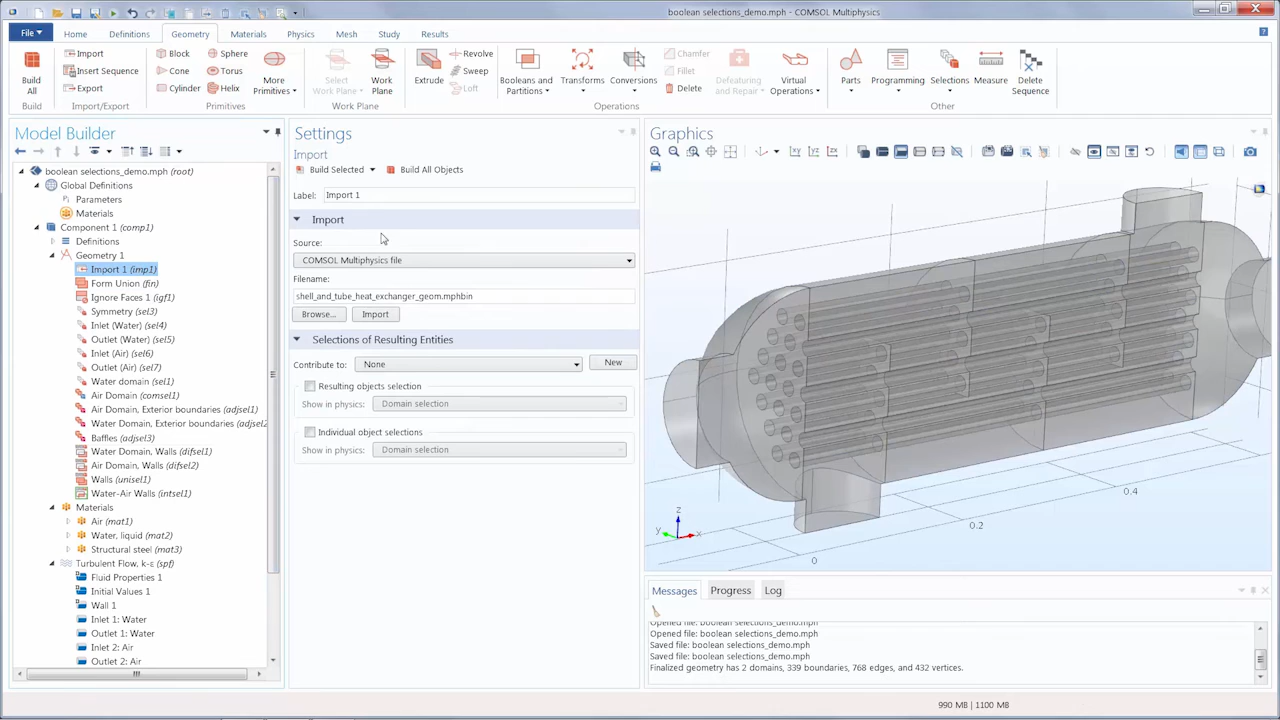 boolean selections_demo.mph - COMSOL Multiphysics
File
Home
Definitions
Geometry
Materials
Physics
Mesh
Study
Results
Build All
Import
Insert Sequence
Export
Block
Cone
Cylinder
Sphere
Torus
Helix
More Primitives
Select Work Plane
Work Plane
Extrude
Revolve
Sweep
Loft
Booleans and Partitions
Transforms
Conversions
Chamfer
Fillet
Delete
Defeaturing and Repair
Virtual Operations
Parts
Programming
Selections
Measure
Delete Sequence
Build
Import/Export
Primitives
Work Plane
Operations
Other
Model Builder
boolean selections_demo.mph (root)
Global Definitions
Parameters
Materials
Component 1 (comp1)
Definitions
Geometry 1
Import 1 (imp1)
Form Union (fin)
Ignore Faces 1 (igf1)
Symmetry (sel3)
Inlet (Water) (sel4)
Outlet (Water) (sel5)
Inlet (Air) (sel6)
Outlet (Air) (sel7)
Water domain (sel1)
Air Domain (comsel1)
Air Domain, Exterior boundaries (adjsel1)
Water Domain, Exterior boundaries (adjsel2
Baffles (adjsel3)
Water Domain, Walls (difsel1)
Air Domain, Walls (difsel2)
Walls (unisel1)
Water-Air Walls (intsel1)
Materials
Air (mat1)
Water, liquid (mat2)
Structural steel (mat3)
Turbulent Flow, k-ε (spf)
Fluid Properties 1
Initial Values 1
Wall 1
Inlet 1: Water
Outlet 1: Water
Inlet 2: Air
Outlet 2: Air
Settings
Import
Build Selected
Build All Objects
Label: Import 1
Import
Source:
COMSOL Multiphysics file
Filename:
shell_and_tube_heat_exchanger_geom.mphbin
Browse...
Import
Selections of Resulting Entities
Contribute to: None
New
Resulting objects selection
Show in physics: Domain selection
Individual object selections
Show in physics: Domain selection
Graphics
xy
yz
xz
0.4
0.2
0
z
y
x
Messages
Progress
Log
Opened file: boolean selections_demo.mph
Opened file: boolean selections_demo.mph
Saved file: boolean selections_demo.mph
Saved file: boolean selections_demo.mph
Finalized geometry has 2 domains, 339 boundaries, 768 edges, and 432 vertices.
990 MB | 1100 MB